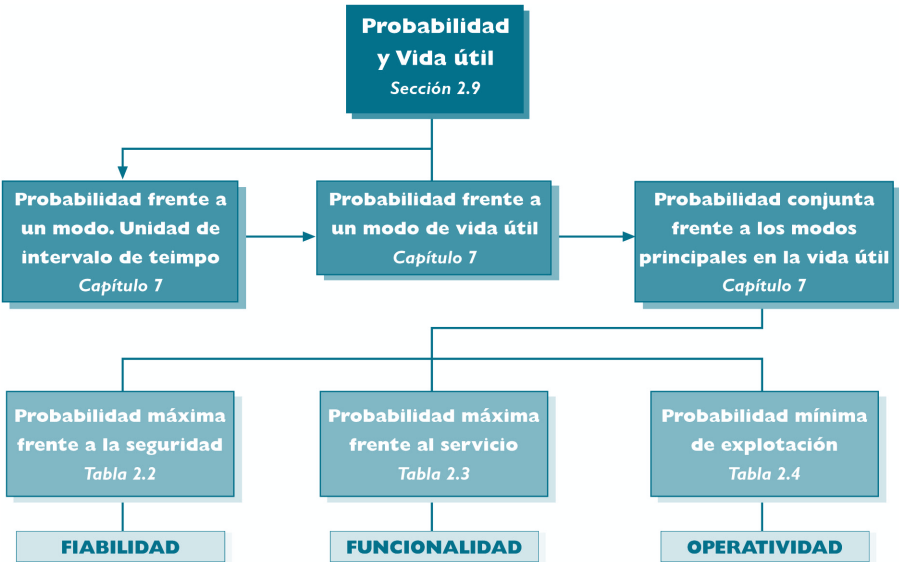 Probabilidad
y Vida útil
Sección 2.9
Probabilidad frente a
un modo. Unidad de
intervalo de teimpo
Capítulo 7
Probabilidad frente a
un modo de vida útil
Capítulo 7
Probabilidad conjunta
frente a los modos
principales en la vida útil
Capítulo 7
Probabilidad máxima
frente a la seguridad
Tabla 2.2
Probabilidad máxima
frente al servicio
Tabla 2.3
Probabilidad mínima
de explotación
Tabla 2.4
FIABILIDAD
FUNCIONALIDAD
OPERATIVIDAD